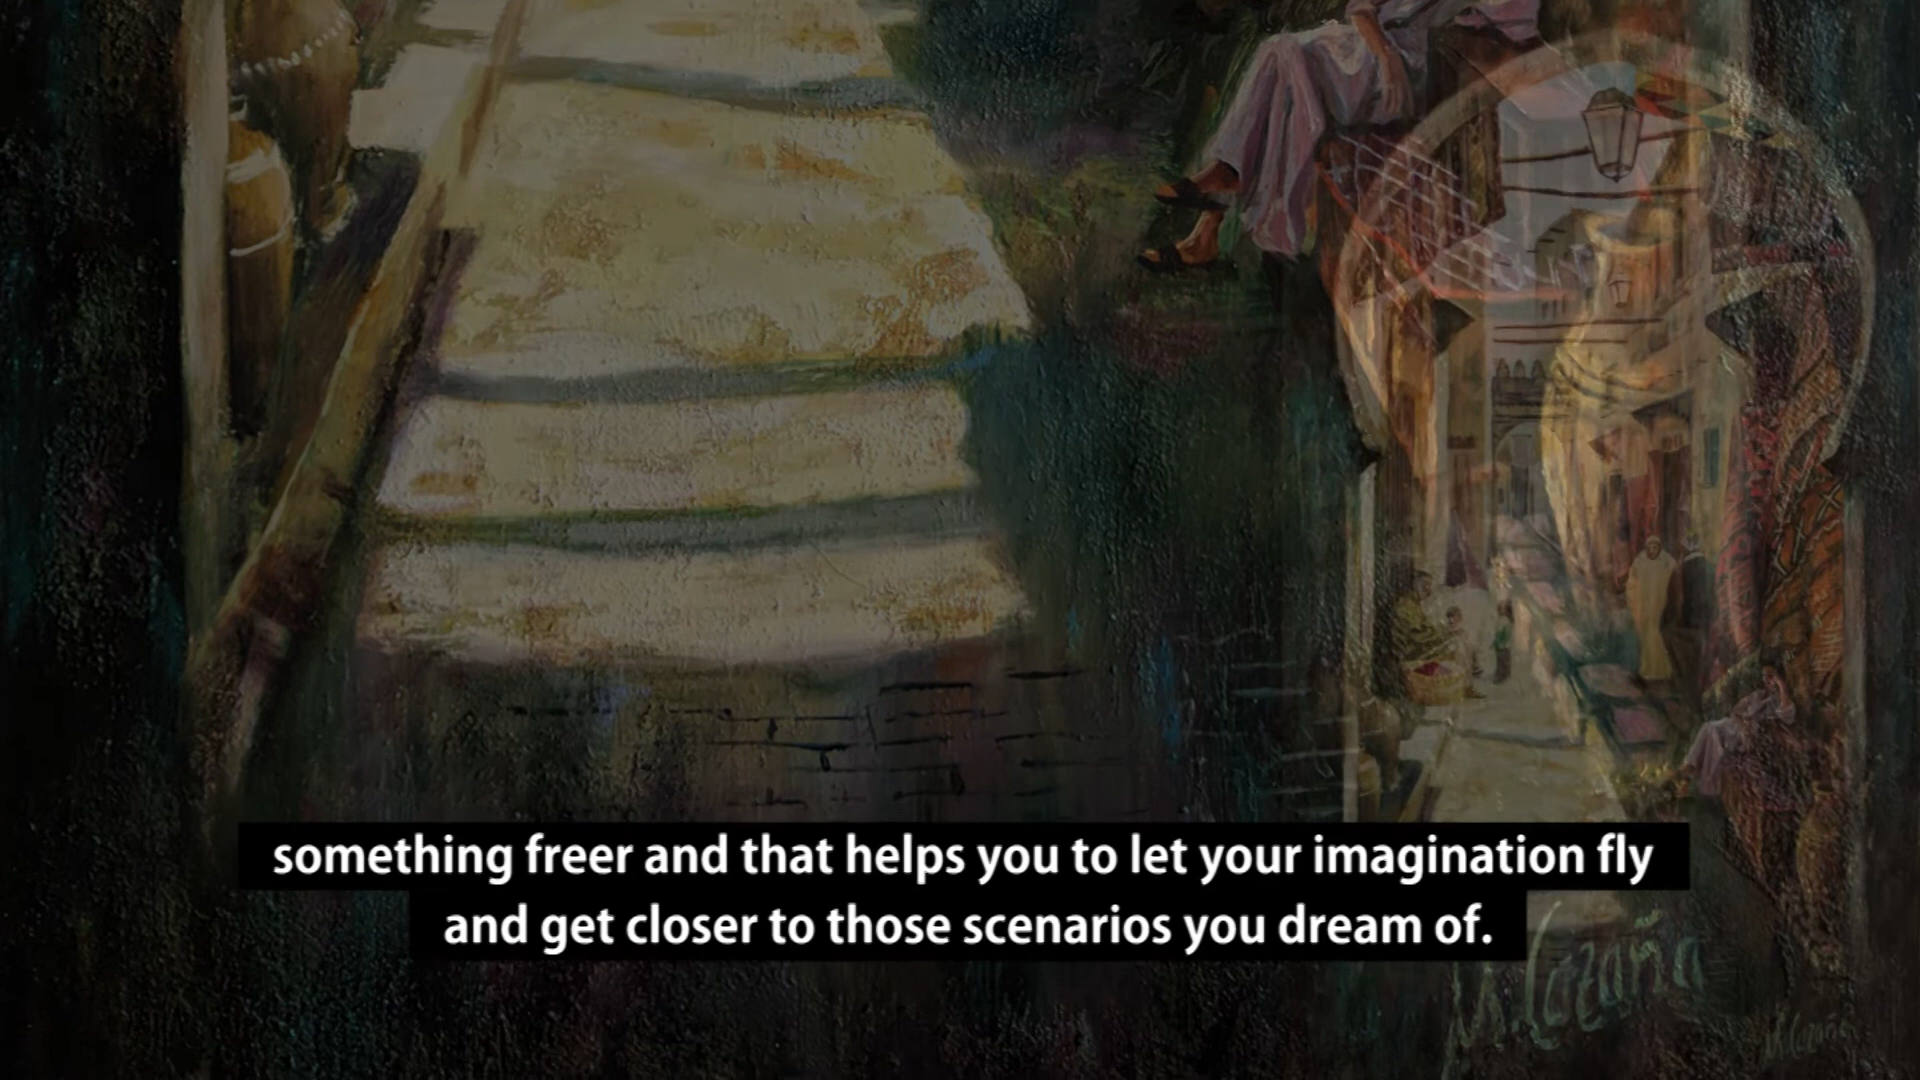 something freer and that helps you to let your imagination fly
and get closer to those scenarios you dream of.